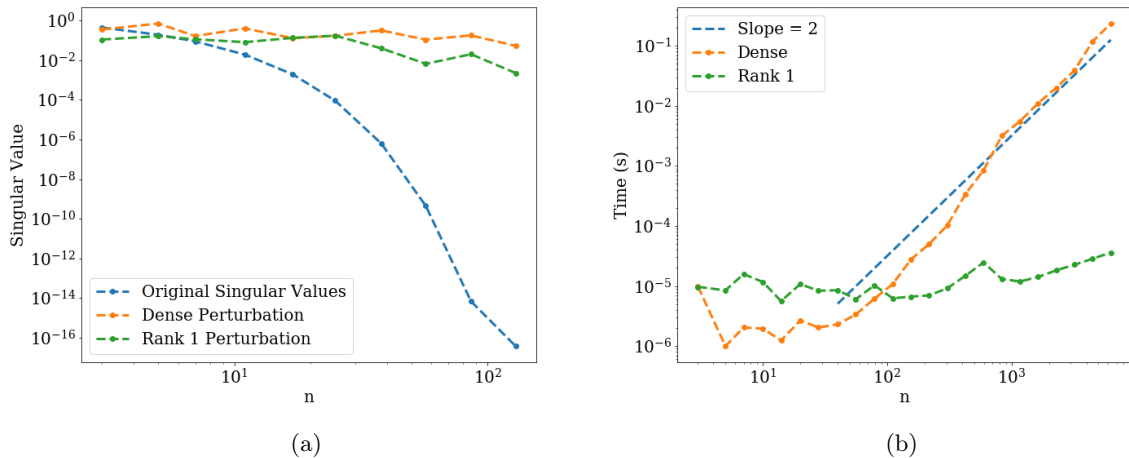 10^0
10^-2
10^-4
10^-6
10^-8
10^-10
10^-12
10^-14
10^-16
Singular Value
Original Singular Values
Dense Perturbation
Rank 1 Perturbation
10^1
10^2
n
(a)
10^-1
10^-2
10^-3
10^-4
10^-5
10^-6
Time (s)
Slope = 2
Dense
Rank 1
10^1
10^2
10^3
n
(b)